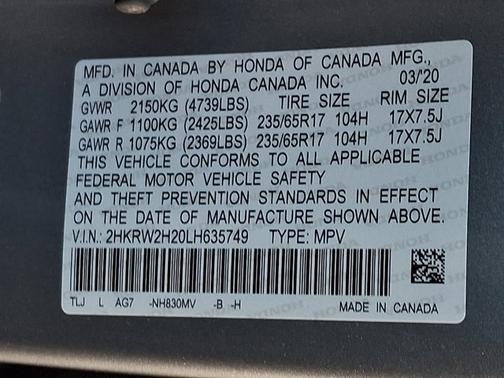 MFD. IN CANADA BY HONDA OF CANADA MFG.,
A DIVISION OF HONDA CANADA INC. 03/20
GVWR 2150KG (4739LBS) TIRE SIZE RIM SIZE
GAWR F 1100KG (2425LBS) 235/65R17 104H 17X7.5J
GAWR R 1075KG (2369LBS) 235/65R17 104H 17X7.5J
THIS VEHICLE CONFORMS TO ALL APPLICABLE
FEDERAL MOTOR VEHICLE SAFETY
AND THEFT PREVENTION STANDARDS IN EFFECT
ON THE DATE OF MANUFACTURE SHOWN ABOVE.
V.I.N.: 2HKRW2H20LH635749 TYPE: MPV
TLJ L AG7 -NH830MV -B -H MADE IN CANADA